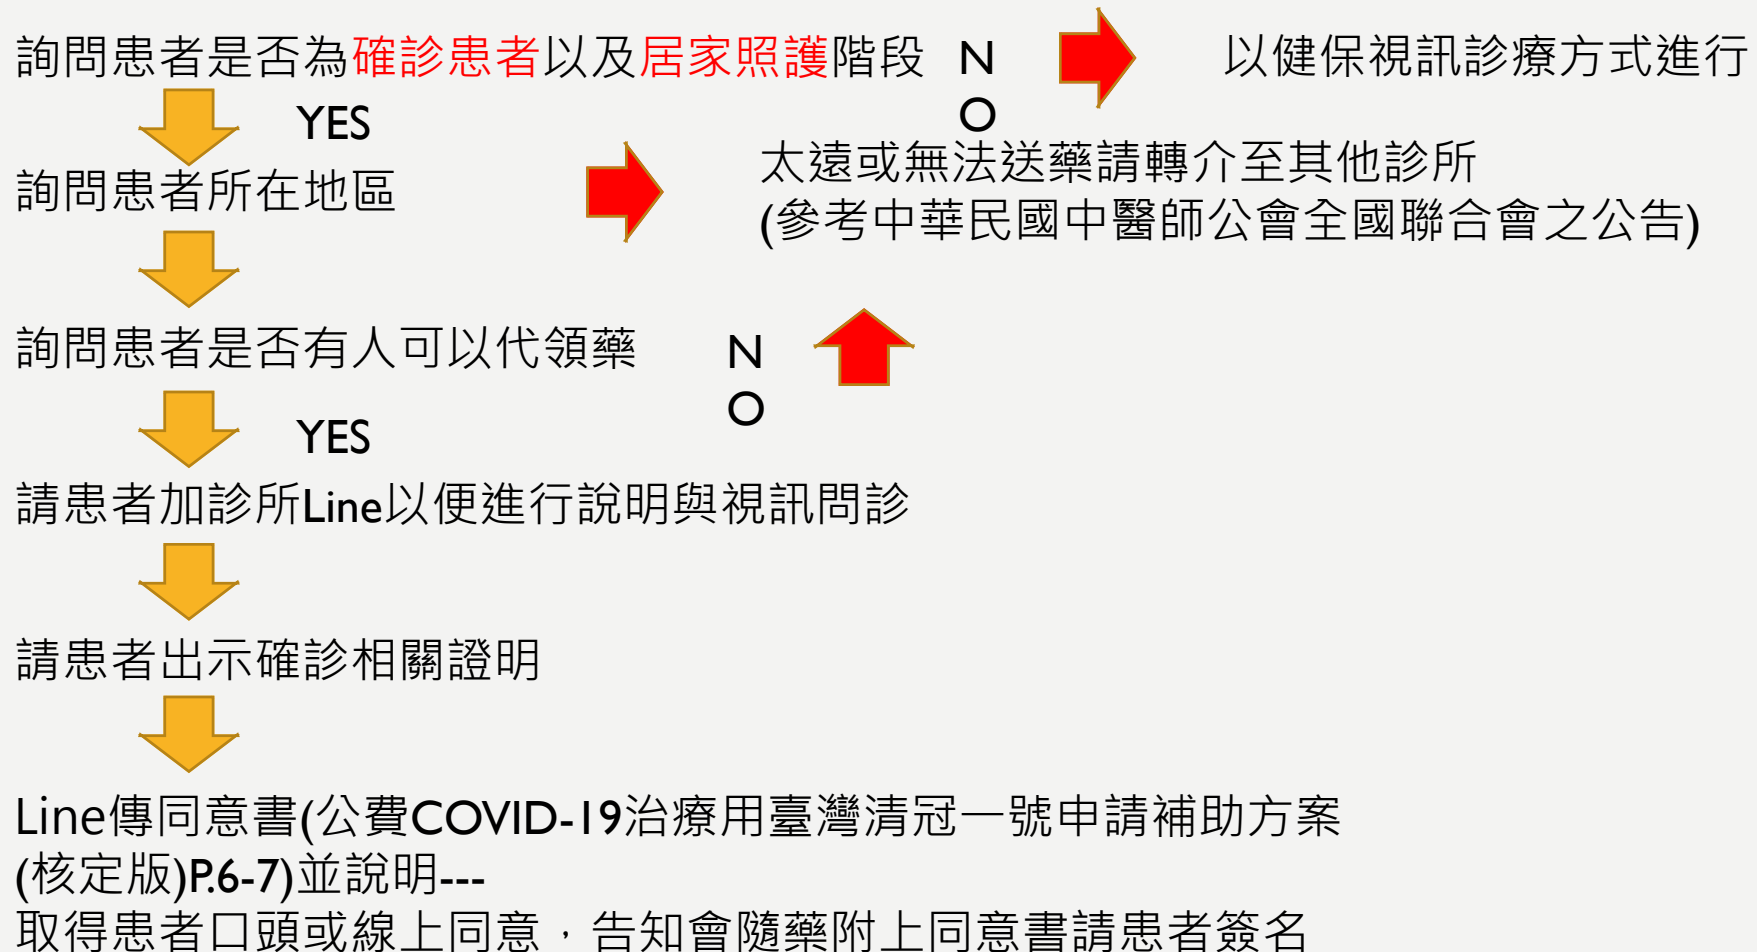 詢問患者是否為確診患者以及居家照護階段 NO 以健保視訊診療方式進行
YES
詢問患者所在地區
太遠或無法送藥請轉介至其他診所
(參考中華民國中醫師公會全國聯合會之公告)
詢問患者是否有人可以代領藥 NO
YES
請患者加診所Line以便進行說明與視訊問診
請患者出示確診相關證明
Line傳同意書(公費COVID-19治療用臺灣清冠一號申請補助方案
(核定版)P.6-7)並說明---
取得患者口頭或線上同意，告知會隨藥附上同意書請患者簽名